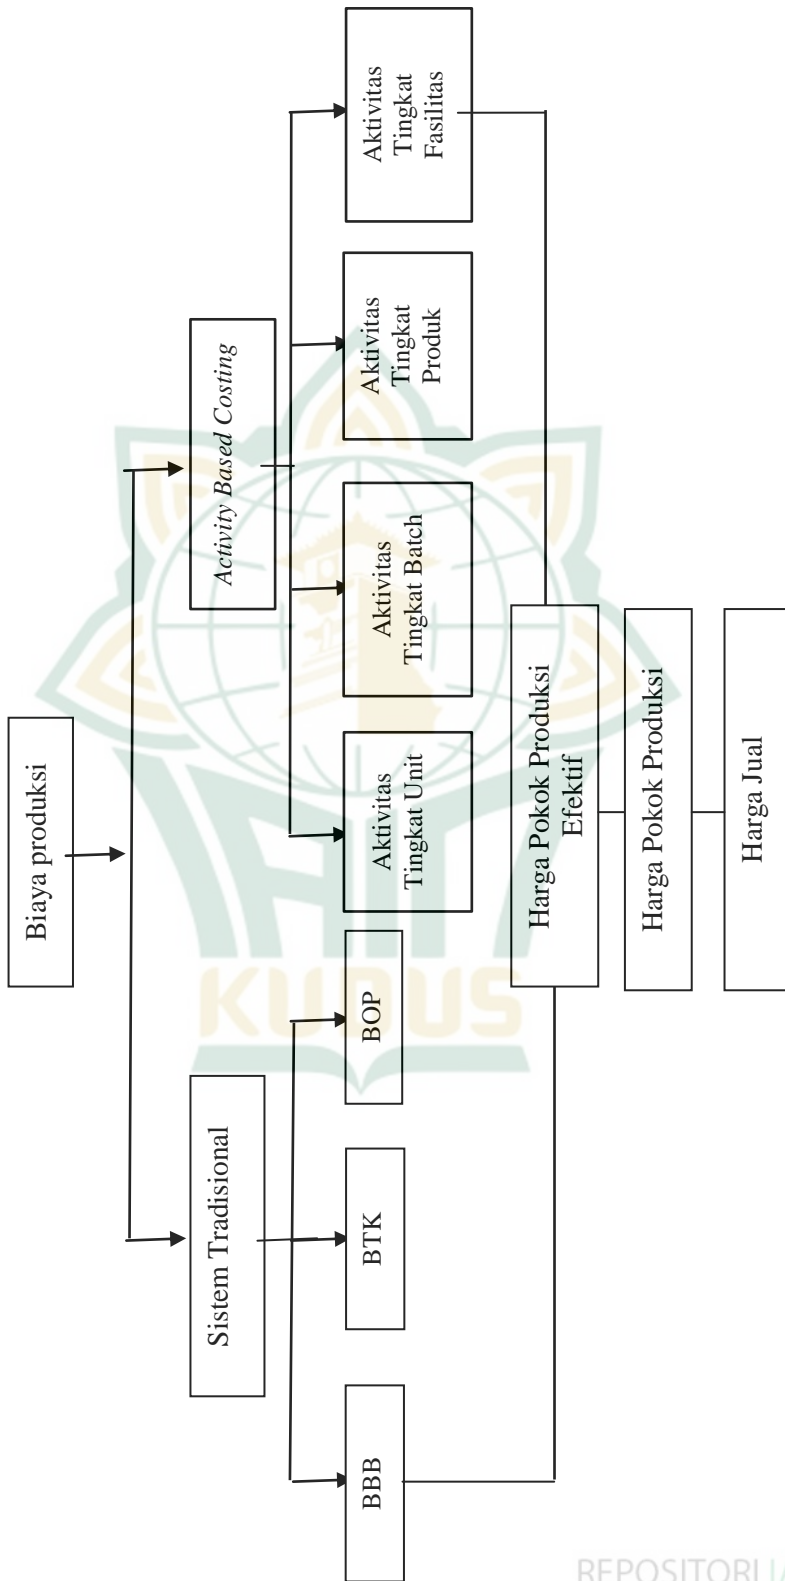 Biaya produksi
Sistem Tradisional
Activity Based Costing
BBB
BTK
BOP
Aktivitas
Tingkat Unit
Aktivitas
Tingkat Batch
Aktivitas
Tingkat
Produk
Aktivitas
Tingkat
Fasilitas
Harga Pokok Produksi
Efektif
Harga Pokok Produksi
Harga Jual
KUDUS
REPOSITORI IA